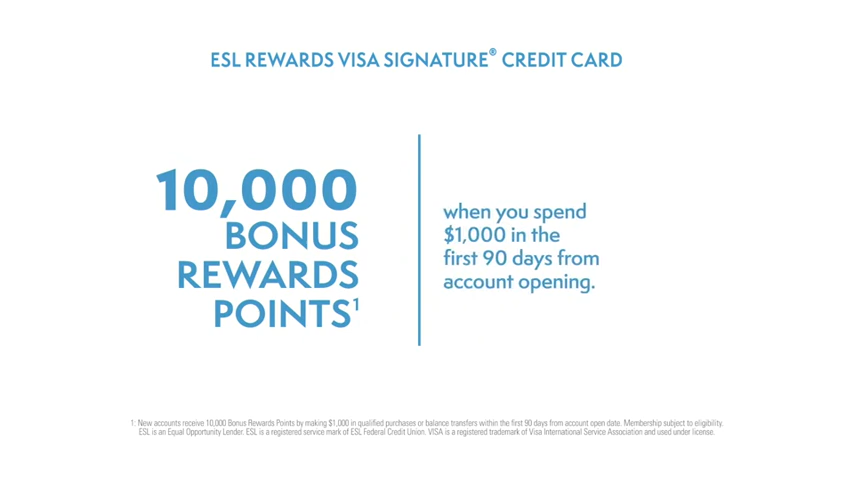 ESL REWARDS VISA SIGNATURE® CREDIT CARD
10,000
BONUS
REWARDS
POINTS¹
when you spend
$1,000 in the
first 90 days from
account opening.
1: New accounts receive 10,000 Bonus Rewards Points by making $1,000 in qualified purchases or balance transfers within the first 90 days from account open date. Membership subject to eligibility.
ESL is an Equal Opportunity Lender. ESL is a registered service mark of ESL Federal Credit Union. VISA is a registered trademark of Visa International Service Association and used under license.